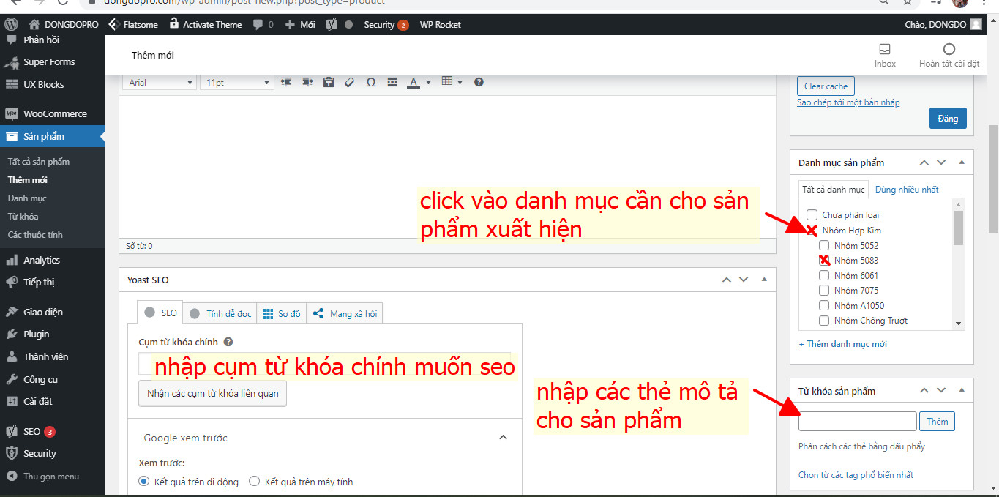 dongdopro.com/wp-admin/post-new.php?post_type=product
DONGDOPRO Flatsome Activate Theme 0 Mới Security 2 WP Rocket Chào, DONGDO
Phản hồi
Super Forms
UX Blocks
WooCommerce
Sản phẩm
Tất cả sản phẩm
Thêm mới
Danh mục
Từ khóa
Các thuộc tính
Analytics
Tiếp thị
Giao diện
Plugin
Thành viên
Công cụ
Cài đặt
SEO 3
Security
Thu gọn menu
Thêm mới
Inbox
Hoàn tất cài đặt
Arial 11pt
Số từ: 0
click vào danh mục cần cho sản
phẩm xuất hiện
Yoast SEO
SEO Tính dễ đọc Sơ đồ Mạng xã hội
Cụm từ khóa chính
nhập cụm từ khóa chính muốn seo
Nhận các cụm từ khóa liên quan
nhập các thẻ mô tả
cho sản phẩm
Google xem trước
Xem trước:
Kết quả trên di động Kết quả trên máy tính
Clear cache
Sao chép tới một bản nháp
Đăng
Danh mục sản phẩm
Tất cả danh mục Dùng nhiều nhất
Chưa phân loại
Nhôm Hợp Kim
Nhôm 5052
Nhôm 5083
Nhôm 6061
Nhôm 7075
Nhôm A1050
Nhôm Chống Trượt
+ Thêm danh mục mới
Từ khóa sản phẩm
Thêm
Phân cách các thẻ bằng dấu phẩy
Chọn từ các tag phổ biến nhất